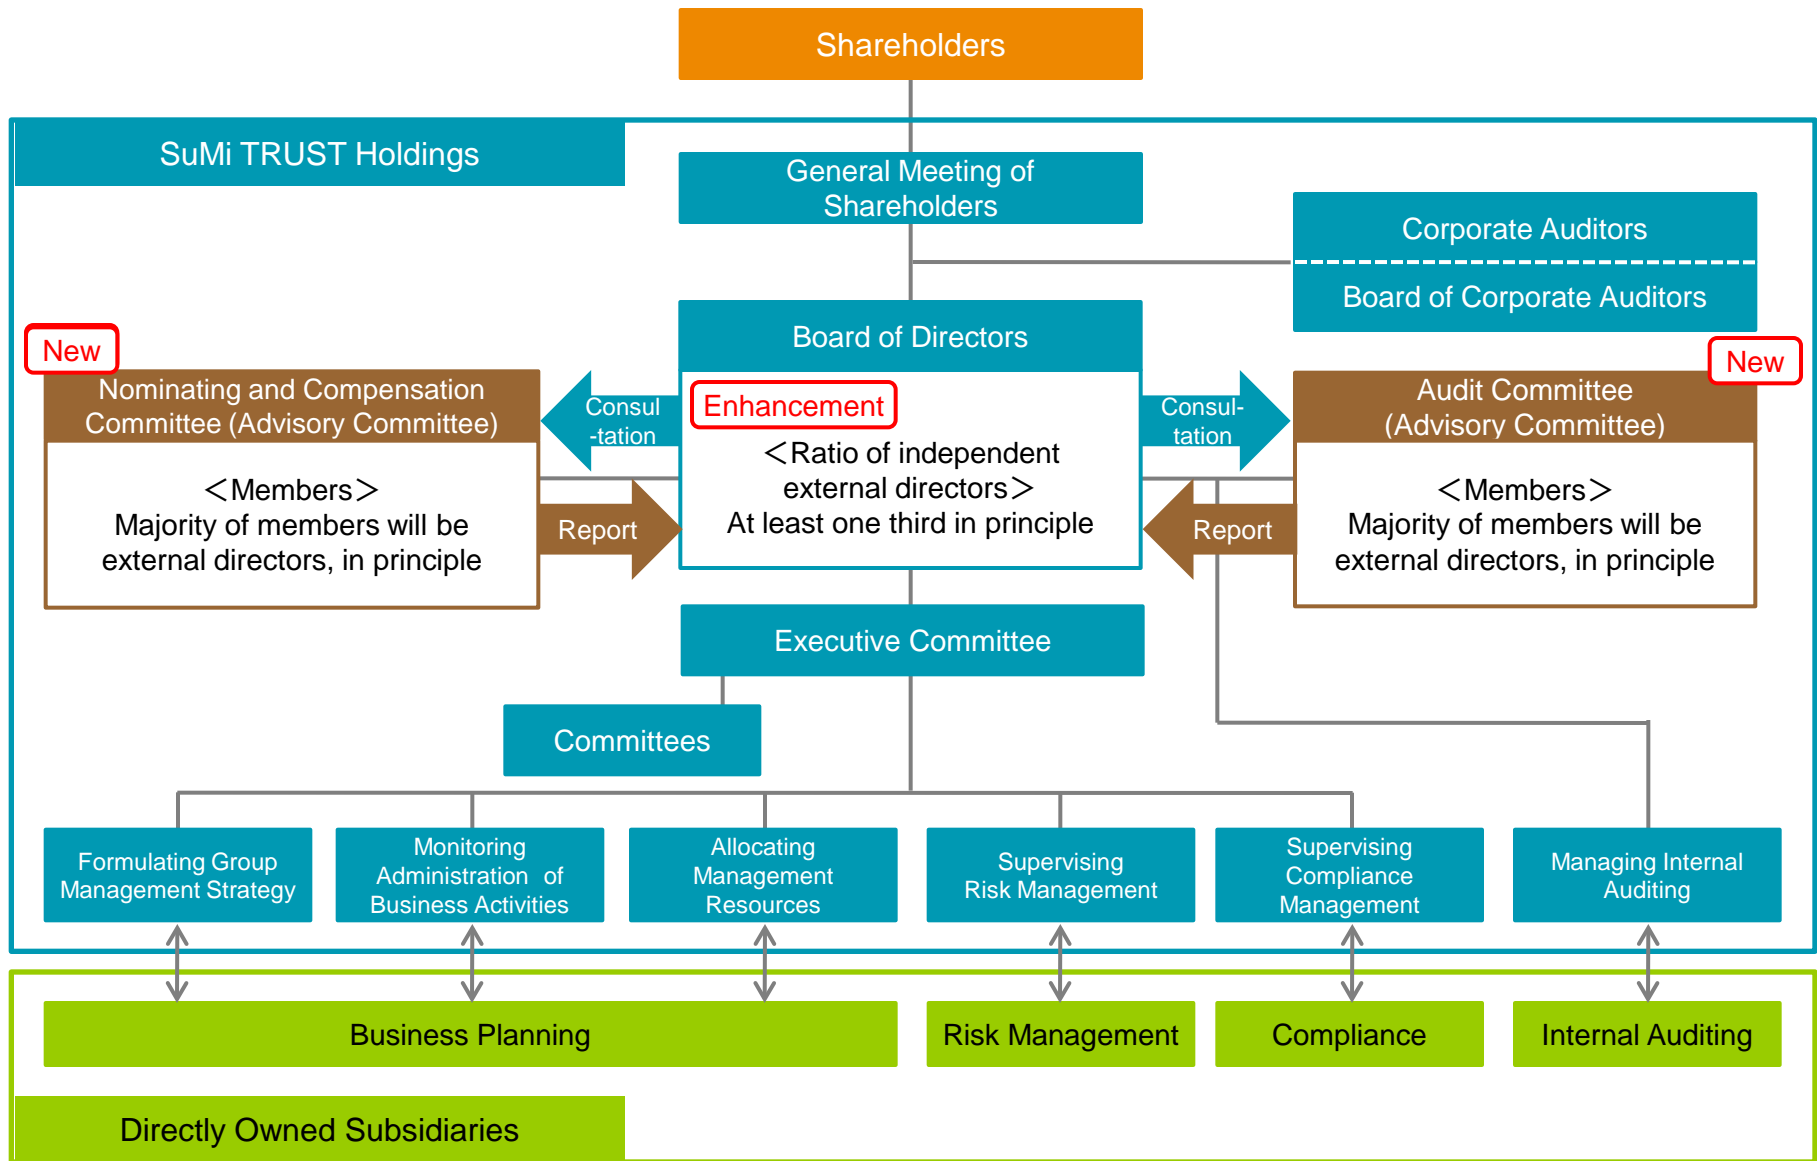 Shareholders
SuMi TRUST Holdings
General Meeting of
Shareholders
Corporate Auditors
Board of Corporate Auditors
New
Nominating and Compensation
Committee (Advisory Committee)
<Members>
Majority of members will be
external directors, in principle
Consul
-tation
Report
Board of Directors
Enhancement
<Ratio of independent
external directors>
At least one third in principle
Consul-
tation
Report
New
Audit Committee
(Advisory Committee)
<Members>
Majority of members will be
external directors, in principle
Executive Committee
Committees
Formulating Group
Management Strategy
Monitoring
Administration of
Business Activities
Allocating
Management
Resources
Supervising
Risk Management
Supervising
Compliance
Management
Managing Internal
Auditing
Business Planning
Risk Management
Compliance
Internal Auditing
Directly Owned Subsidiaries